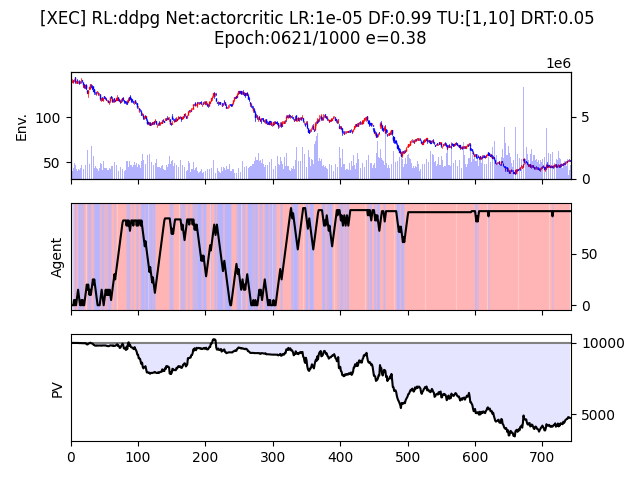 [XEC] RL:ddpg Net:actorcritic LR:1e-05 DF:0.99 TU:[1,10] DRT:0.05
Epoch:0621/1000 e=0.38
1e6
Env.
100
50
5
0
Agent
50
0
PV
10000
5000
0 100 200 300 400 500 600 700